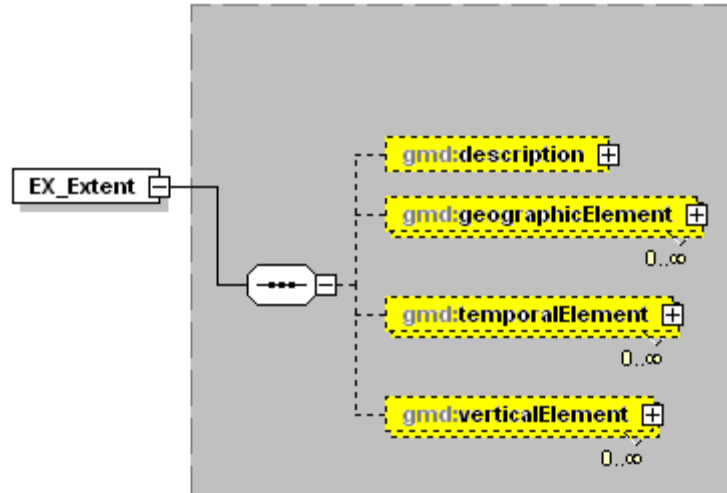 gmd:description
EX_Extent
gmd:geographicElement
0..∞
gmd:temporalElement
0..∞
gmd:verticalElement
0..∞